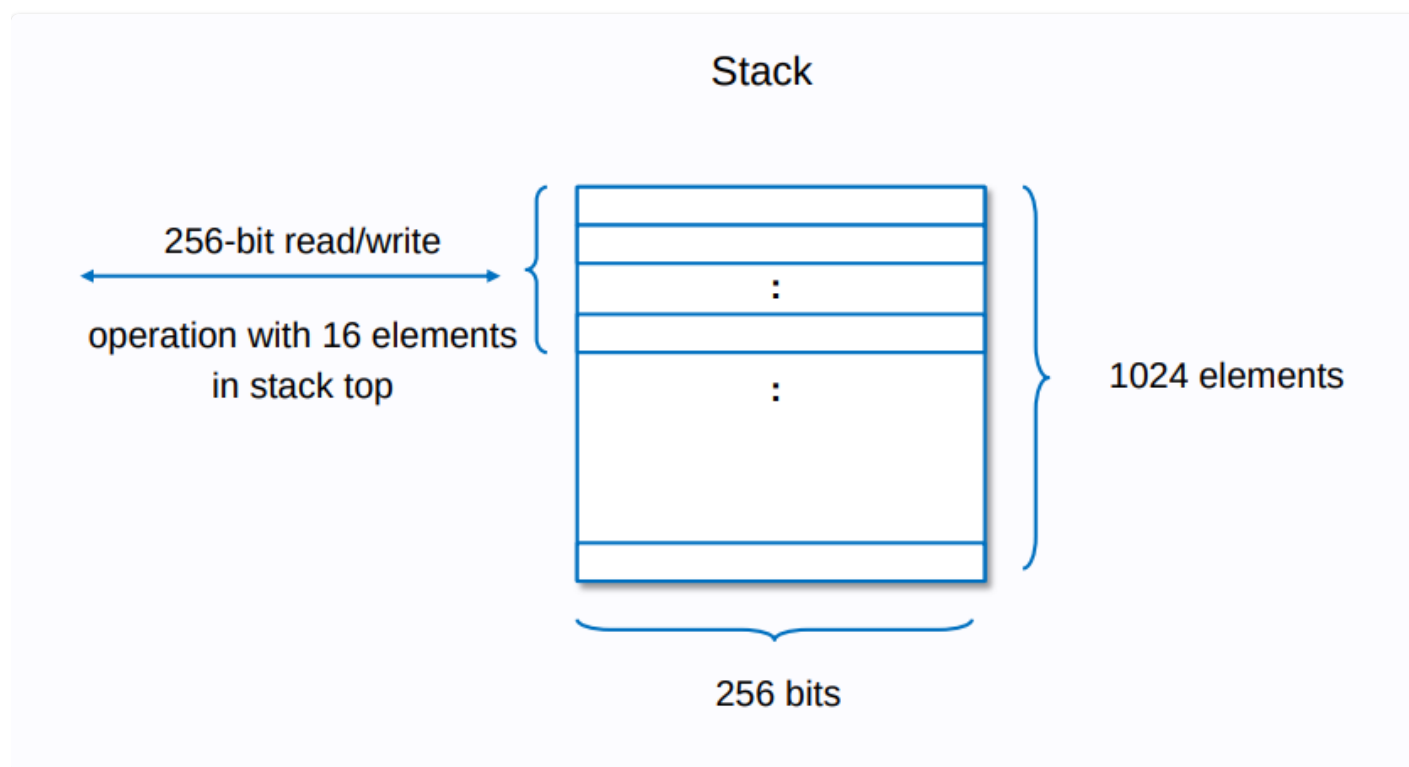 Stack
256-bit read/write
operation with 16 elements
in stack top
:
:
1024 elements
256 bits